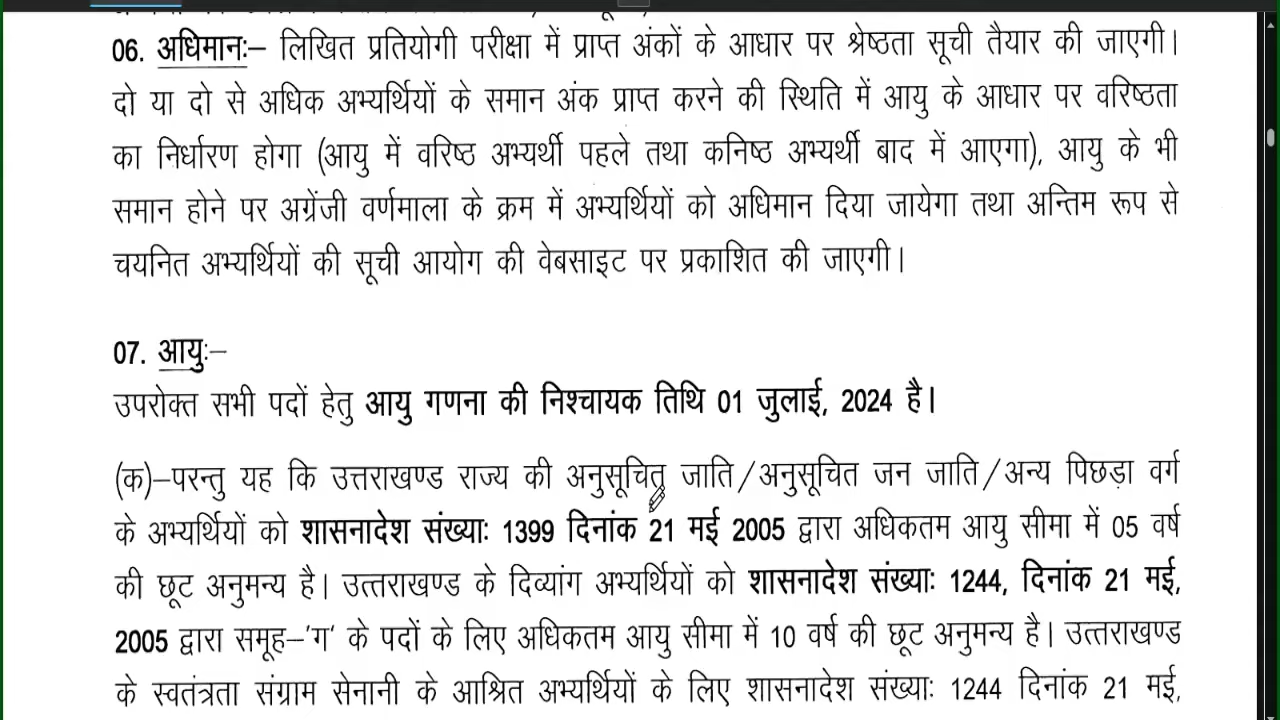 06. अधिमानः– लिखित प्रतियोगी परीक्षा में प्राप्त अंकों के आधार पर श्रेष्ठता सूची तैयार की जाएगी।
दो या दो से अधिक अभ्यर्थियों के समान अंक प्राप्त करने की स्थिति में आयु के आधार पर वरिष्ठता
का निर्धारण होगा (आयु में वरिष्ठ अभ्यर्थी पहले तथा कनिष्ठ अभ्यर्थी बाद में आएगा), आयु के भी
समान होने पर अग्रेंजी वर्णमाला के क्रम में अभ्यर्थियों को अधिमान दिया जायेगा तथा अन्तिम रूप से
चयनित अभ्यर्थियों की सूची आयोग की वेबसाइट पर प्रकाशित की जाएगी।
07. आयुः–
उपरोक्त सभी पदों हेतु आयु गणना की निश्चायक तिथि 01 जुलाई, 2024 है।
(क)–परन्तु यह कि उत्तराखण्ड राज्य की अनुसूचित जाति/अनुसूचित जन जाति/अन्य पिछड़ा वर्ग
के अभ्यर्थियों को शासनादेश संख्याः 1399 दिनांक 21 मई 2005 द्वारा अधिकतम आयु सीमा में 05 वर्ष
की छूट अनुमन्य है। उत्तराखण्ड के दिव्यांग अभ्यर्थियों को शासनादेश संख्याः 1244, दिनांक 21 मई,
2005 द्वारा समूह–'ग' के पदों के लिए अधिकतम आयु सीमा में 10 वर्ष की छूट अनुमन्य है। उत्तराखण्ड
के स्वतंत्रता संग्राम सेनानी के आश्रित अभ्यर्थियों के लिए शासनादेश संख्याः 1244 दिनांक 21 मई,